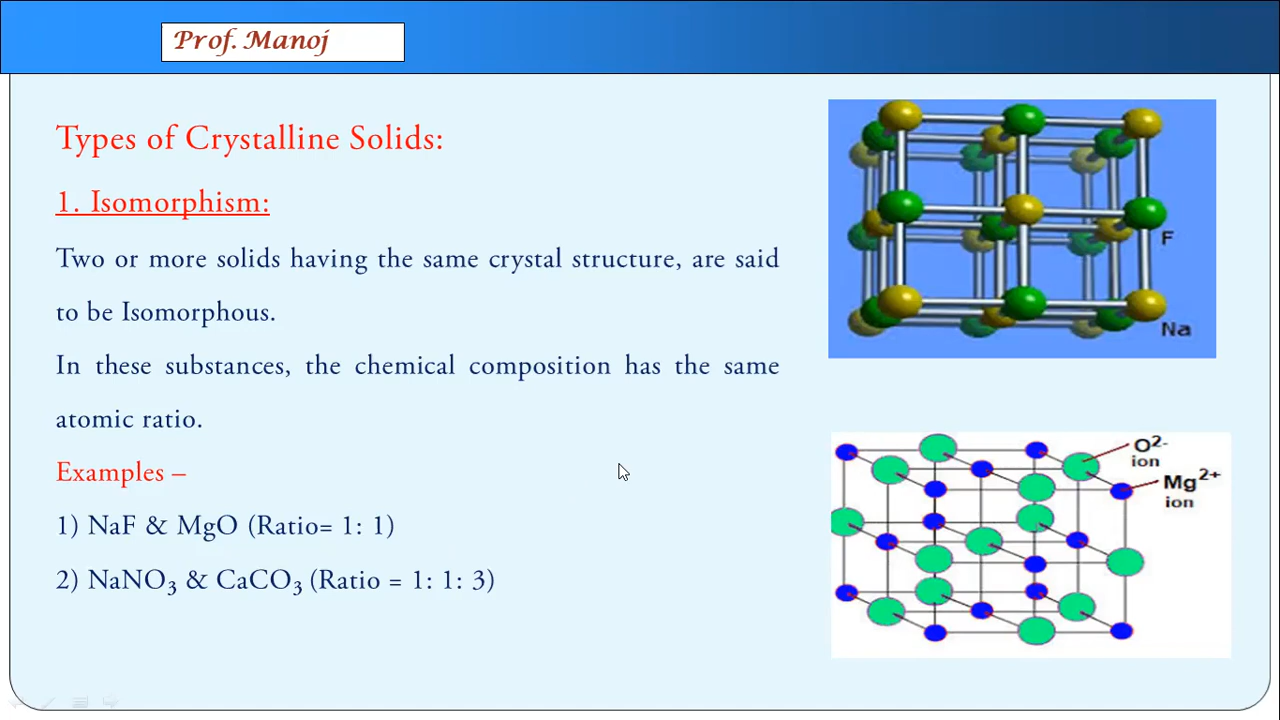 Prof. Manoj
Types of Crystalline Solids:
1. Isomorphism:
Two or more solids having the same crystal structure, are said
to be Isomorphous.
In these substances, the chemical composition has the same
atomic ratio.
Examples –
1) NaF & MgO (Ratio= 1: 1)
2) NaNO₃ & CaCO₃ (Ratio = 1: 1: 3)
F
Na
O²⁻
ion
Mg²⁺
ion